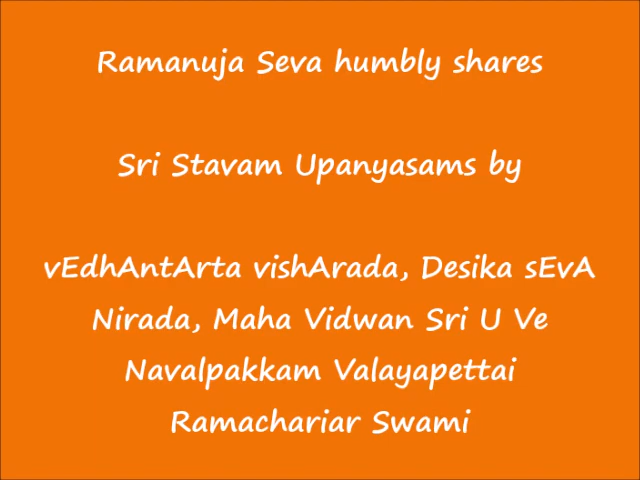 Ramanuja Seva humbly shares
Sri Stavam Upanyasams by
vEdhAntArta vishArada, Desika sEvA
Nirada, Maha Vidwan Sri U Ve
Navalpakkam Valayapettai
Ramachariar Swami